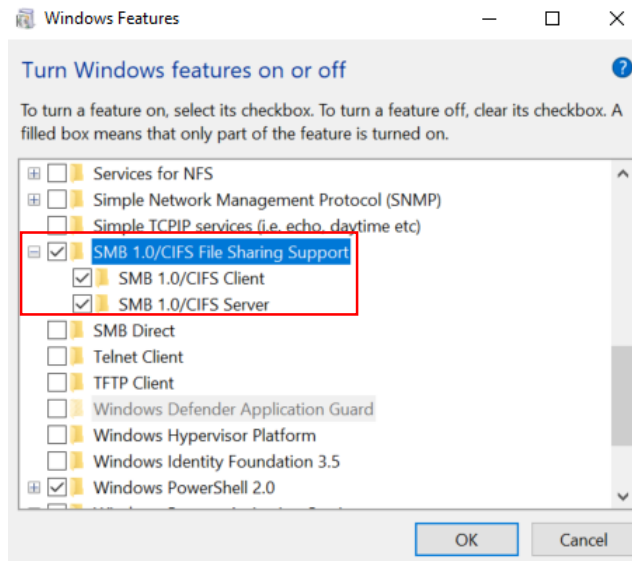 Windows Features
Turn Windows features on or off
?
To turn a feature on, select its checkbox. To turn a feature off, clear its checkbox. A
filled box means that only part of the feature is turned on.
Services for NFS
Simple Network Management Protocol (SNMP)
Simple TCPIP services (i.e. echo, daytime etc)
SMB 1.0/CIFS File Sharing Support
SMB 1.0/CIFS Client
SMB 1.0/CIFS Server
SMB Direct
Telnet Client
TFTP Client
Windows Defender Application Guard
Windows Hypervisor Platform
Windows Identity Foundation 3.5
Windows PowerShell 2.0
OK
Cancel